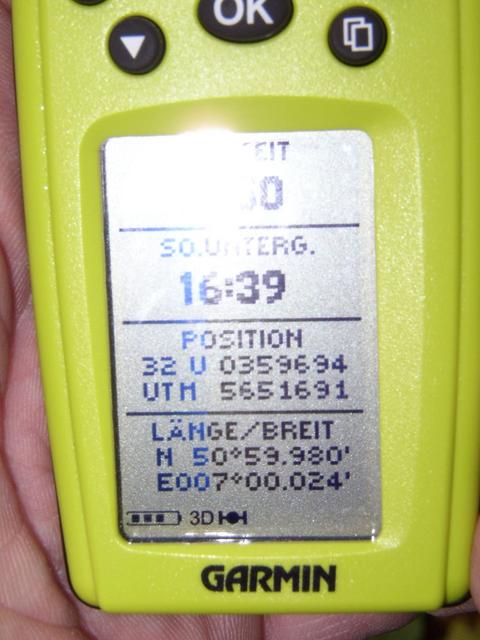 OK
SO.UNTERG.
16:39
POSITION
32 U 0359694
UTM 5651691
LÄNGE/BREIT
N 50°59.980'
E007°00.024'
3D
GARMIN